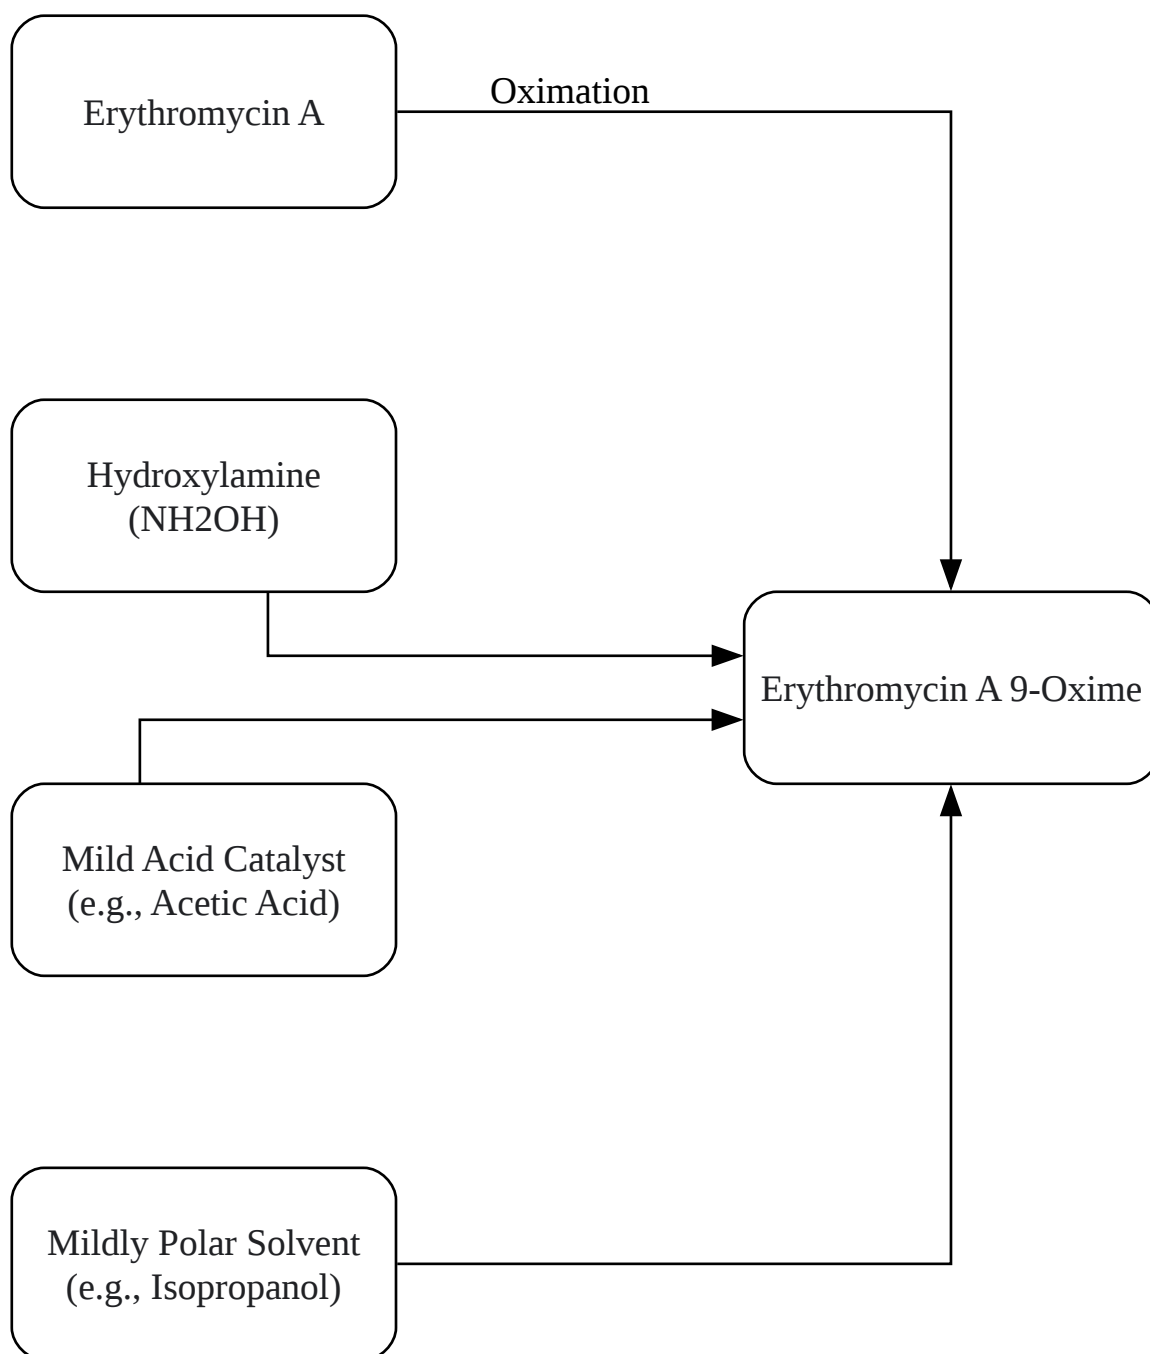 Erythromycin A
Oximation
Hydroxylamine
(NH2OH)
Erythromycin A 9-Oxime
Mild Acid Catalyst
(e.g., Acetic Acid)
Mildly Polar Solvent
(e.g., Isopropanol)